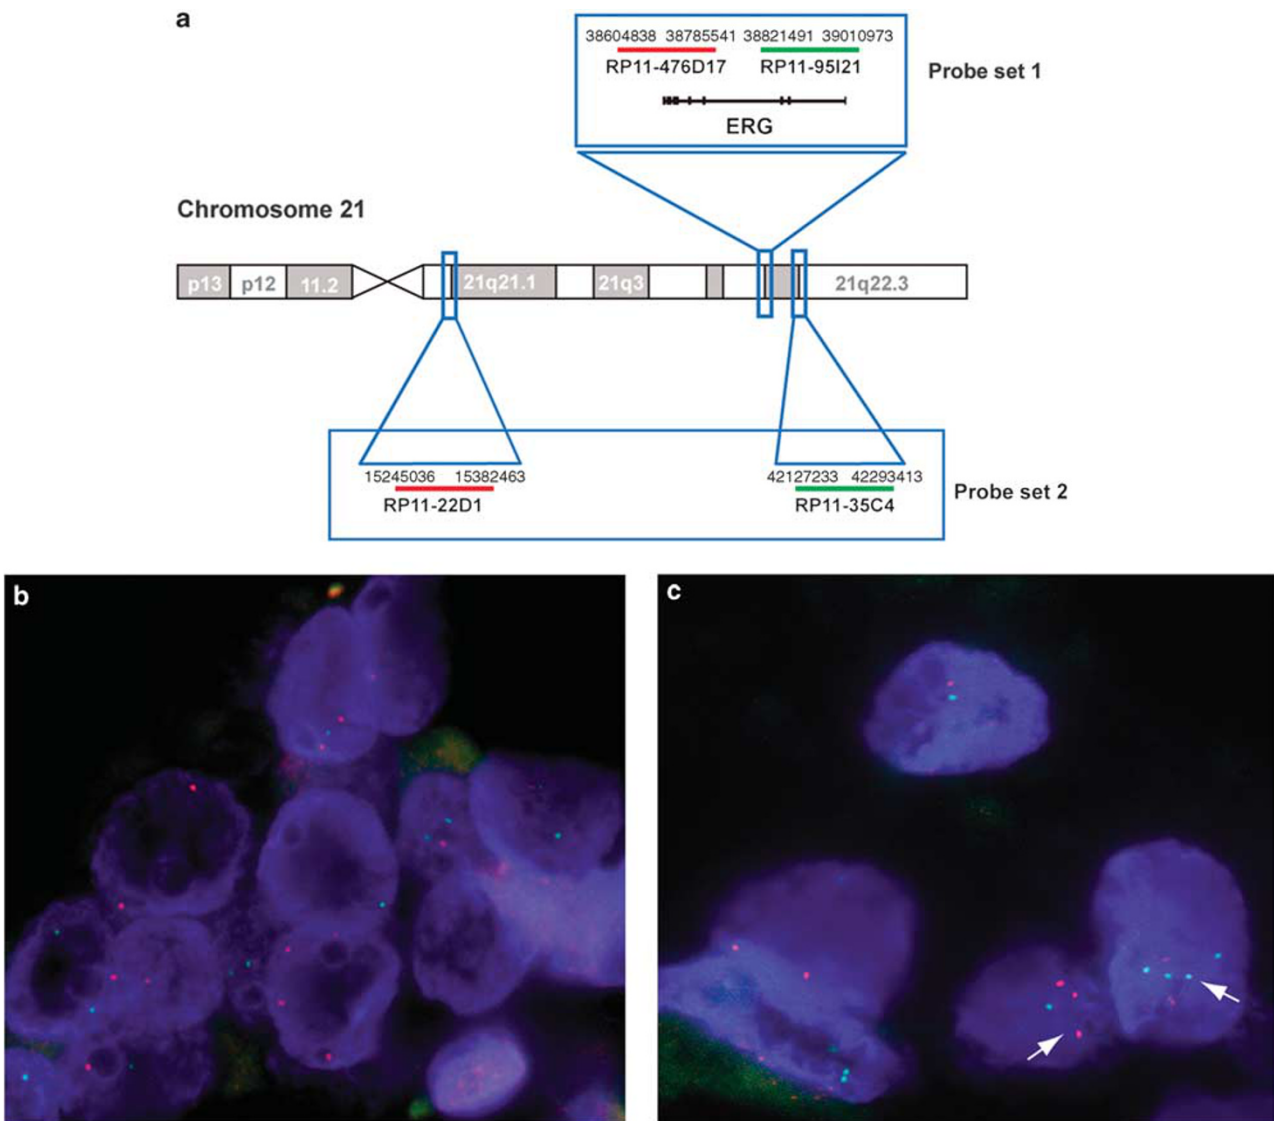 a
38604838 38785541 38821491 39010973
RP11-476D17 RP11-95I21
ERG
Probe set 1
Chromosome 21
p13 p12 11.2 21q21.1 21q3 21q22.3
15245036 15382463 42127233 42293413
RP11-22D1 RP11-35C4
Probe set 2
b c